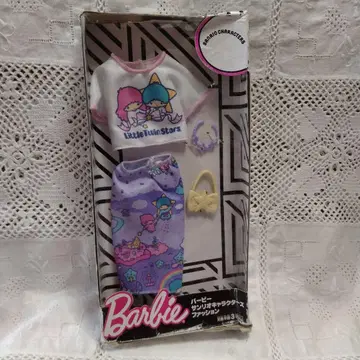 SANRIO CHARACTERS
Little Twin Stars
Barbie
バービー
サンリオキャラクターズ
ファッション